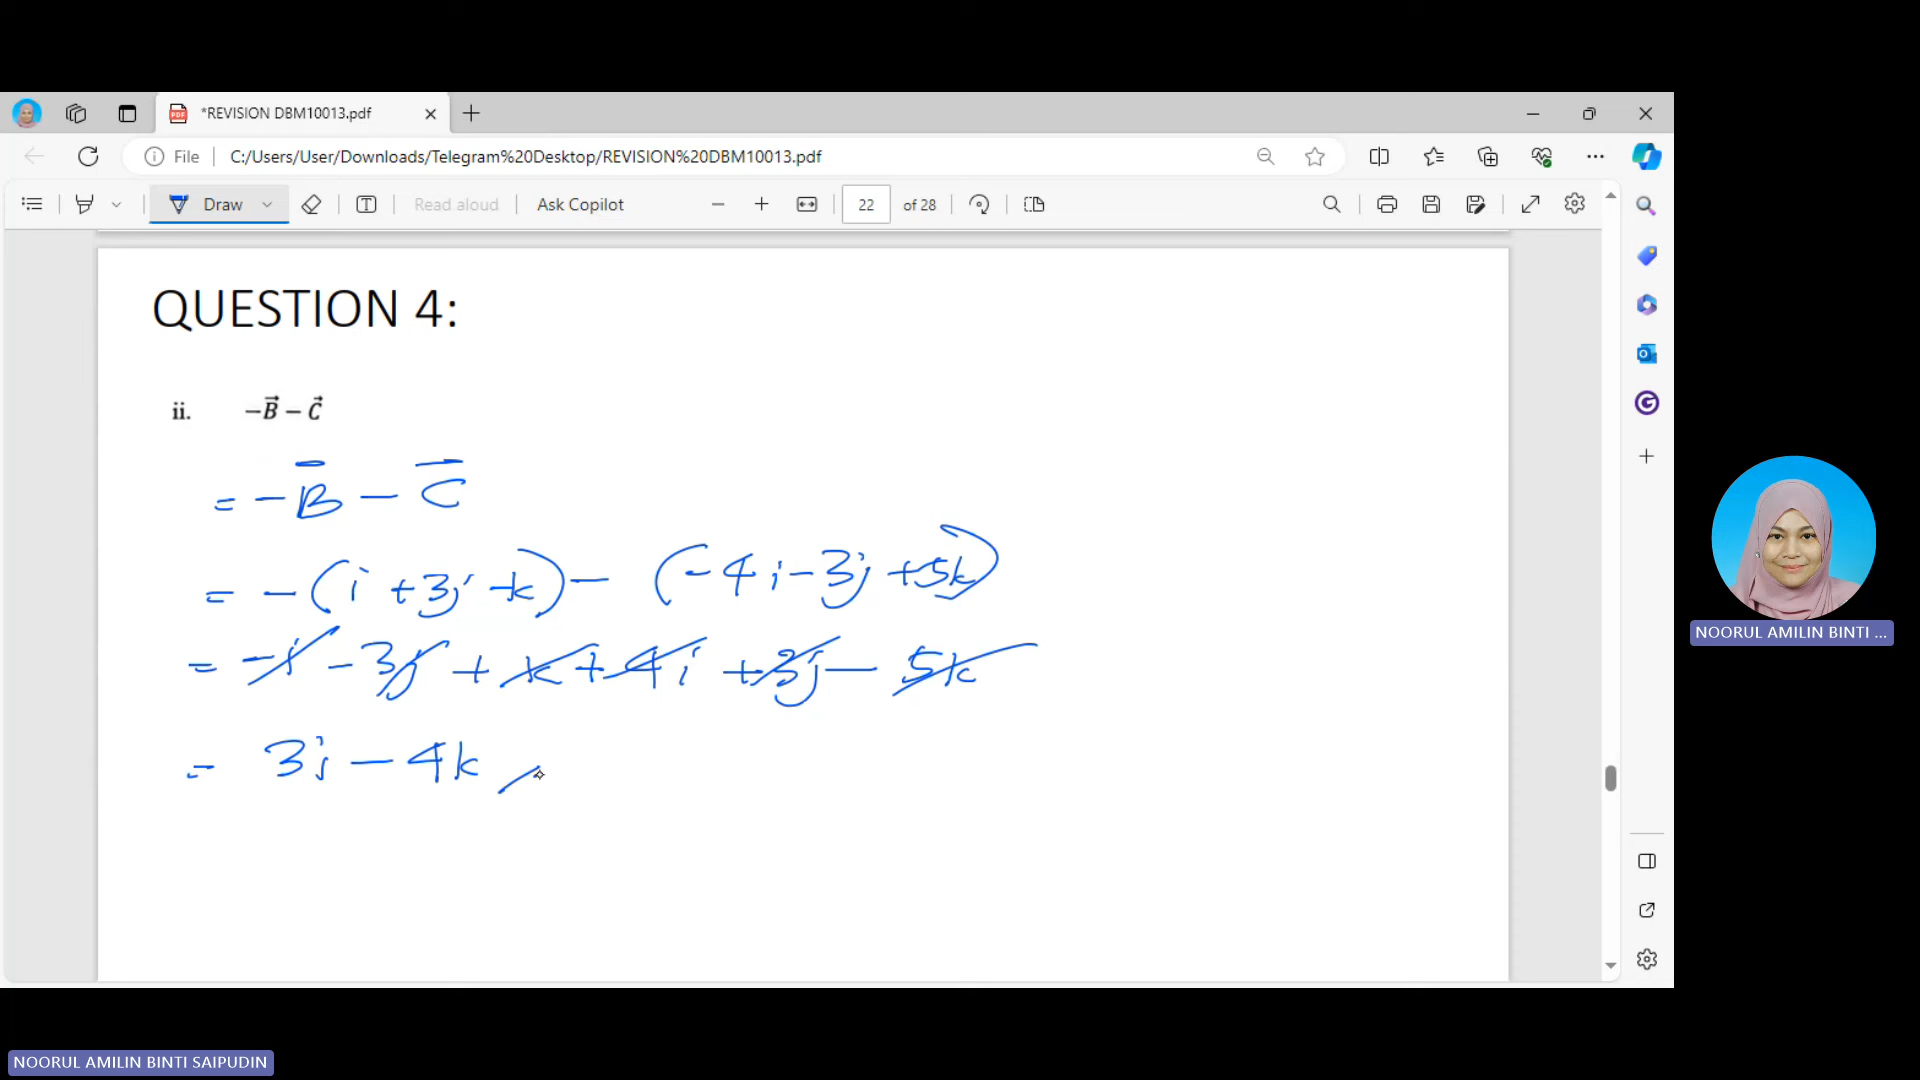 *REVISION DBM10013.pdf
File
C:/Users/User/Downloads/Telegram%20Desktop/REVISION%20DBM10013.pdf
Draw
Read aloud
Ask Copilot
22 of 28
QUESTION 4:
ii. −B⃗ − C⃗
= −B̅ − C̅
= −(i + 3j − k) − (−4i − 3j + 5k)
= −i − 3j + k + 4i + 3j − 5k
= 3i − 4k
NOORUL AMILIN BINTI ...
NOORUL AMILIN BINTI SAIPUDIN